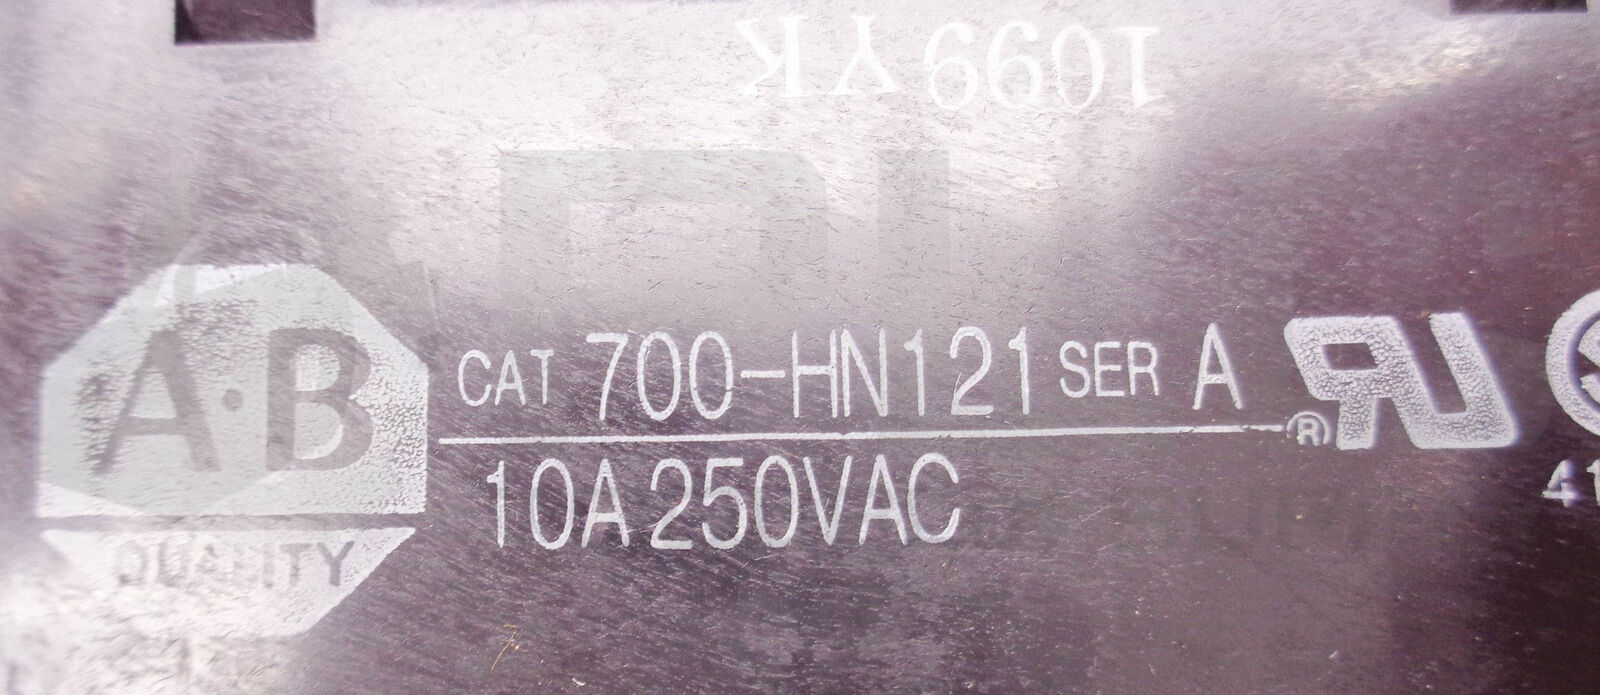 1099YK
A·B
QUALITY
CAT 700-HN121 SER A
®
10A 250VAC